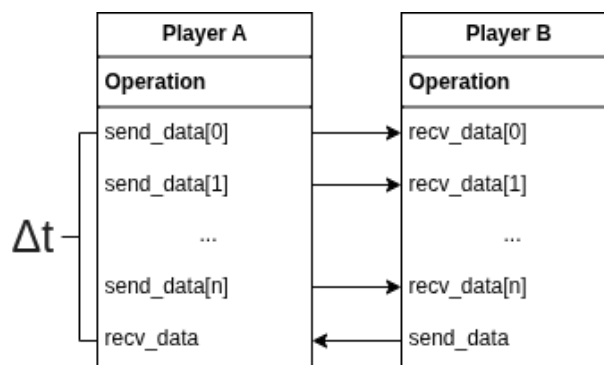 Player A Player B
Operation Operation
send_data[0] recv_data[0]
send_data[1] recv_data[1]
... ...
Δt
send_data[n] recv_data[n]
recv_data send_data